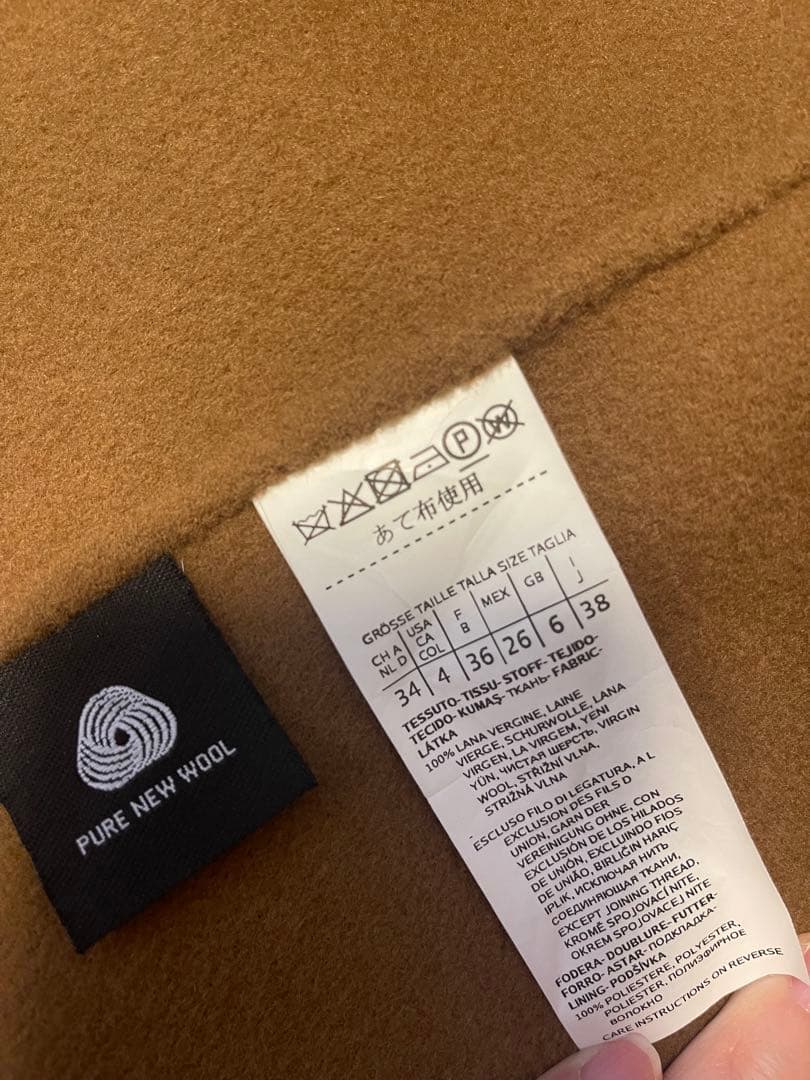 PURE NEW WOOL
P W
あて布使用
GRÖSSE TAILLE TALLA SIZE TAGLIA
CH A NL D
USA CA COL
F B
MEX
GB
I J
34 4 36 26 6 38
TESSUTO-TISSU-STOFF-TEJIDO-
TECIDO-KUMAŞ-ТКАНЬ-FABRIC-
LÁTKA
100% LANA VERGINE, LAINE
VIERGE, SCHURWOLLE, LANA
VIRGEN, LA VIRGEM, YENI
YÜN, ЧИСТАЯ ШЕРСТЬ, VIRGIN
WOOL, STŘIŽNÍ VLNA,
STRIŽNÁ VLNA
- ESCLUSO FILO DI LEGATURA, A L
EXCLUSION DES FILS D
UNION, GARN DER
VEREINIGUNG OHNE, CON
EXCLUSIÓN DE LOS HILADOS
DE UNIÓN, EXCLUINDO FIOS
DE UNIÃO, BIRLIĞIN HARIÇ
IPLIK, ИСКЛЮЧАЯ НИТЬ
СОЕДИНЯЮЩАЯ ТКАНИ,
EXCEPT JOINING THREAD,
KROMĚ SPOJOVACÍ NITE,
OKREM SPOJOVACEJ NITE
FODERA-DOUBLURE-FUTTER-
FORRO-ASTAR-ПОДКЛАДКА-
LINING-PODŠÍVKA
100% POLIESTERE, POLYESTER,
POLIESTER, ПОЛИЭФИРНОЕ
ВОЛОКНО
CARE INSTRUCTIONS ON REVERSE